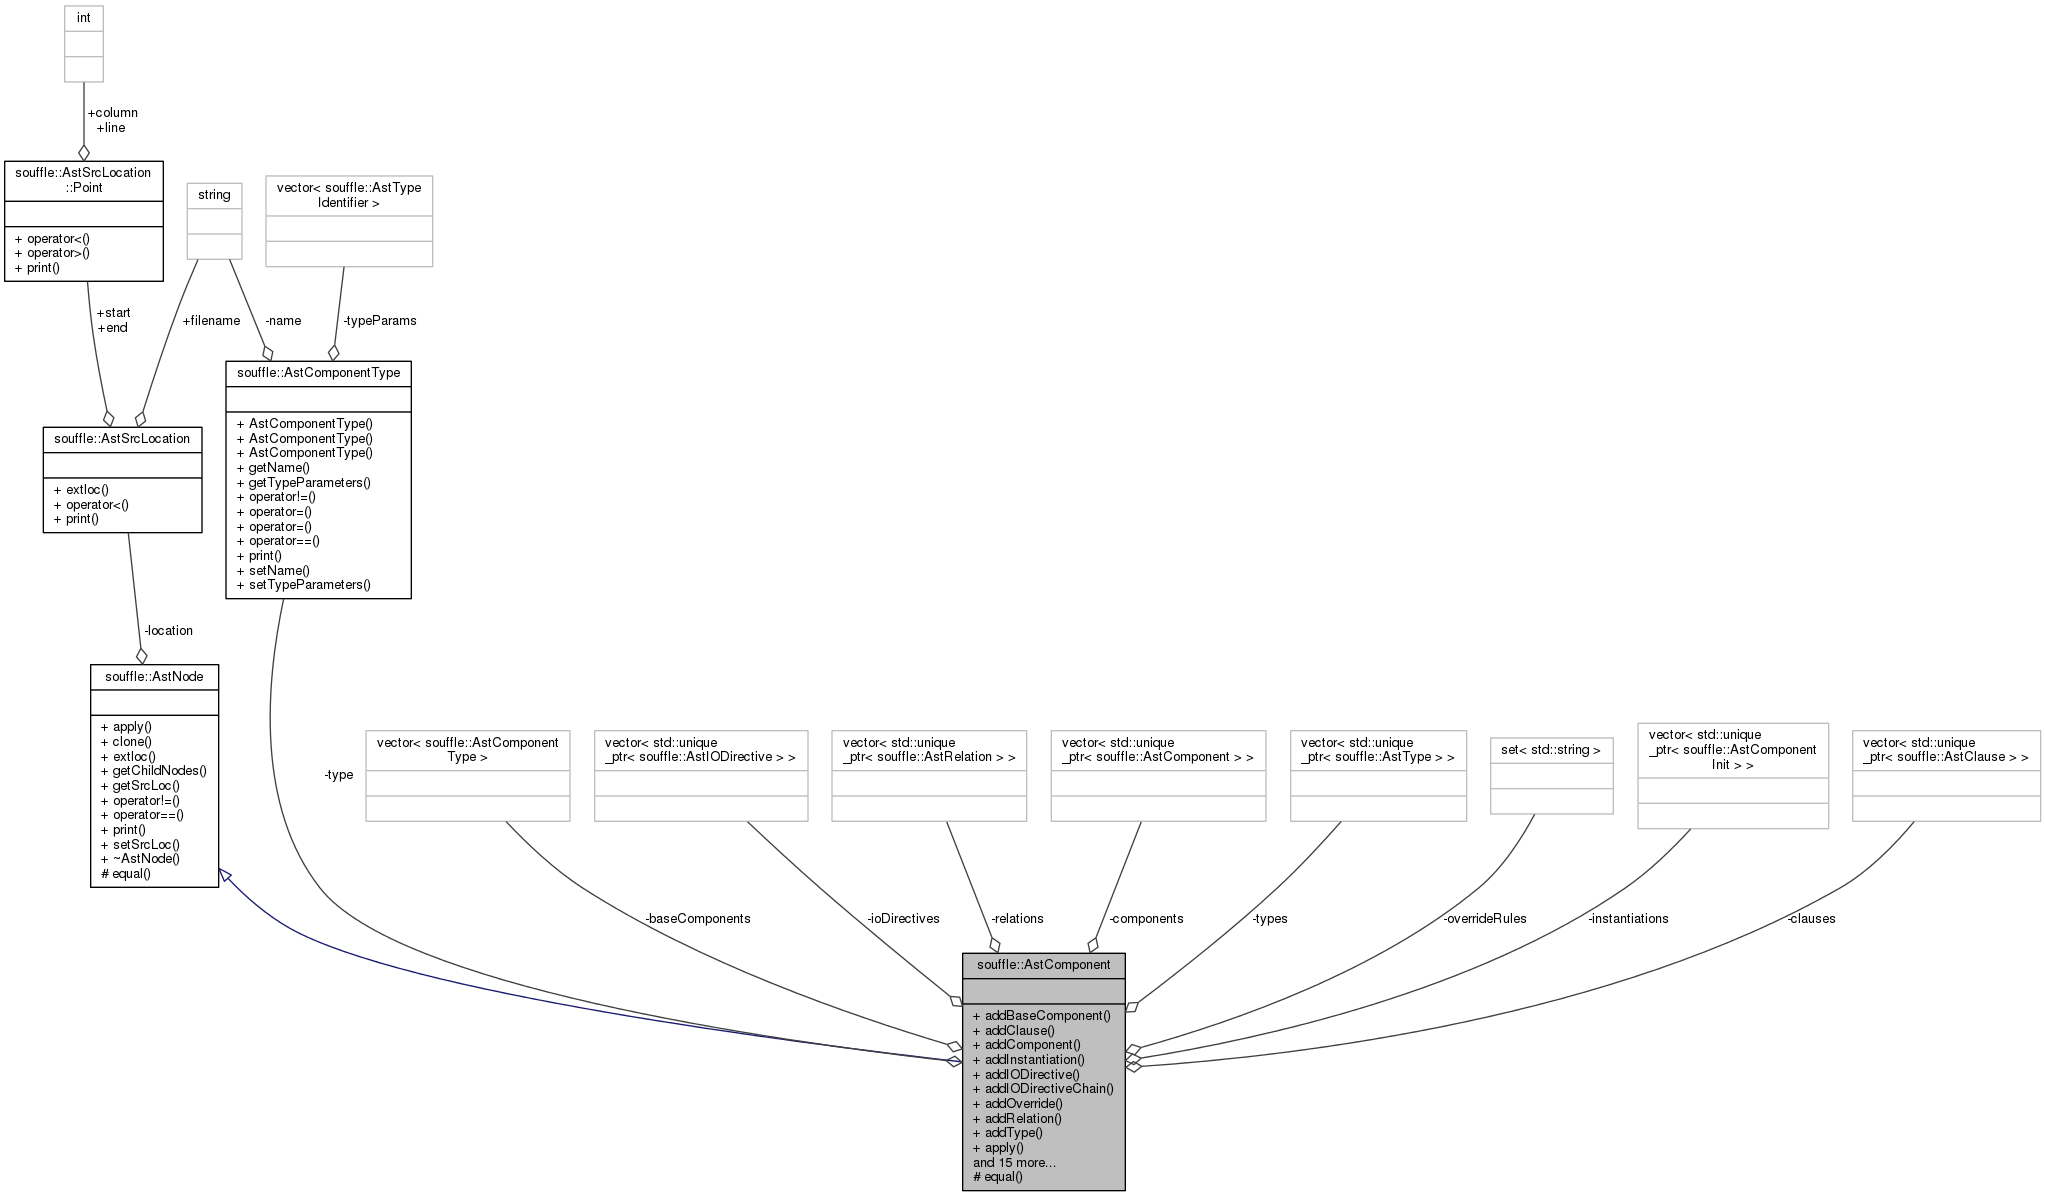 int
+column
+line
souffle::AstSrcLocation
::Point
+ operator<()
+ operator>()
+ print()
string
vector< souffle::AstType
Identifier >
+start
+end
+filename
-name
-typeParams
souffle::AstComponentType
+ AstComponentType()
+ AstComponentType()
+ AstComponentType()
+ getName()
+ getTypeParameters()
+ operator!=()
+ operator=()
+ operator=()
+ operator==()
+ print()
+ setName()
+ setTypeParameters()
souffle::AstSrcLocation
+ extloc()
+ operator<()
+ print()
-location
souffle::AstNode
+ apply()
+ clone()
+ extloc()
+ getChildNodes()
+ getSrcLoc()
+ operator!=()
+ operator==()
+ print()
+ setSrcLoc()
+ ~AstNode()
# equal()
-type
vector< souffle::AstComponent
Type >
vector< std::unique
_ptr< souffle::AstIODirective > >
vector< std::unique
_ptr< souffle::AstRelation > >
vector< std::unique
_ptr< souffle::AstComponent > >
vector< std::unique
_ptr< souffle::AstType > >
set< std::string >
vector< std::unique
_ptr< souffle::AstComponent
Init > >
vector< std::unique
_ptr< souffle::AstClause > >
-baseComponents
-ioDirectives
-relations
-components
-types
-overrideRules
-instantiations
-clauses
souffle::AstComponent
+ addBaseComponent()
+ addClause()
+ addComponent()
+ addInstantiation()
+ addIODirective()
+ addIODirectiveChain()
+ addOverride()
+ addRelation()
+ addType()
+ apply()
and 15 more...
# equal()